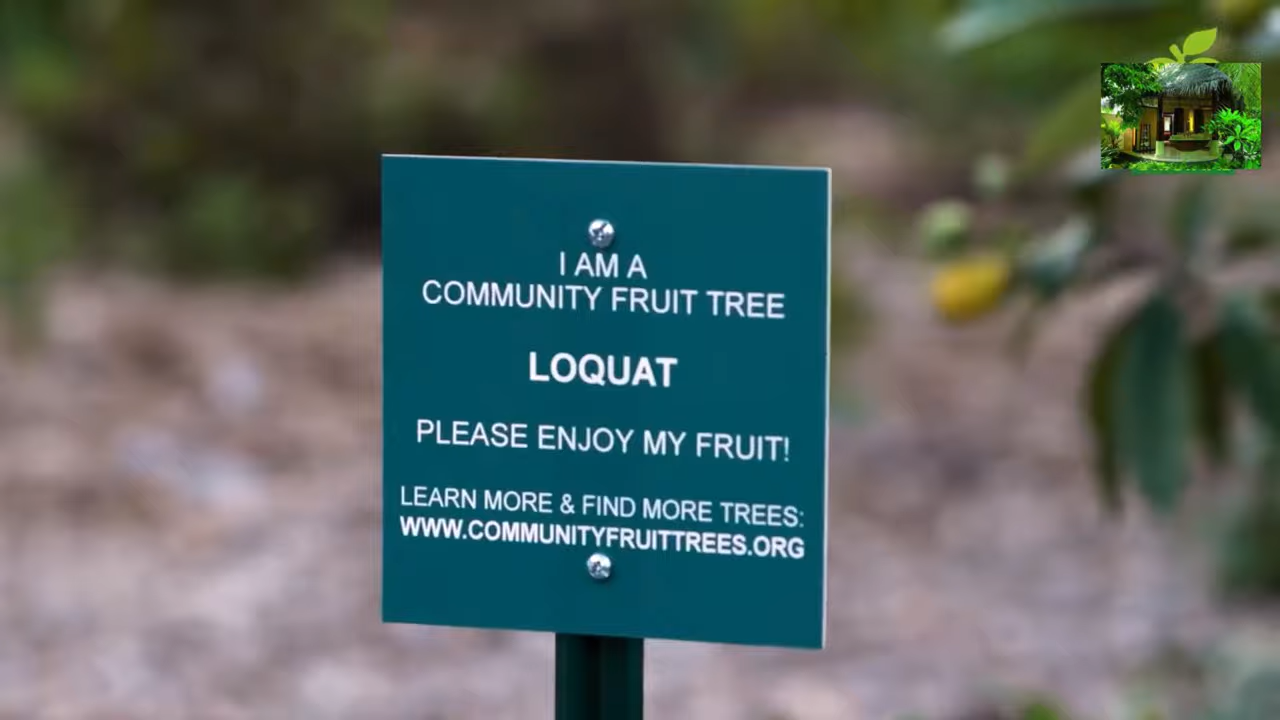 I AM A
COMMUNITY FRUIT TREE
LOQUAT
PLEASE ENJOY MY FRUIT!
LEARN MORE & FIND MORE TREES:
WWW.COMMUNITYFRUITTREES.ORG